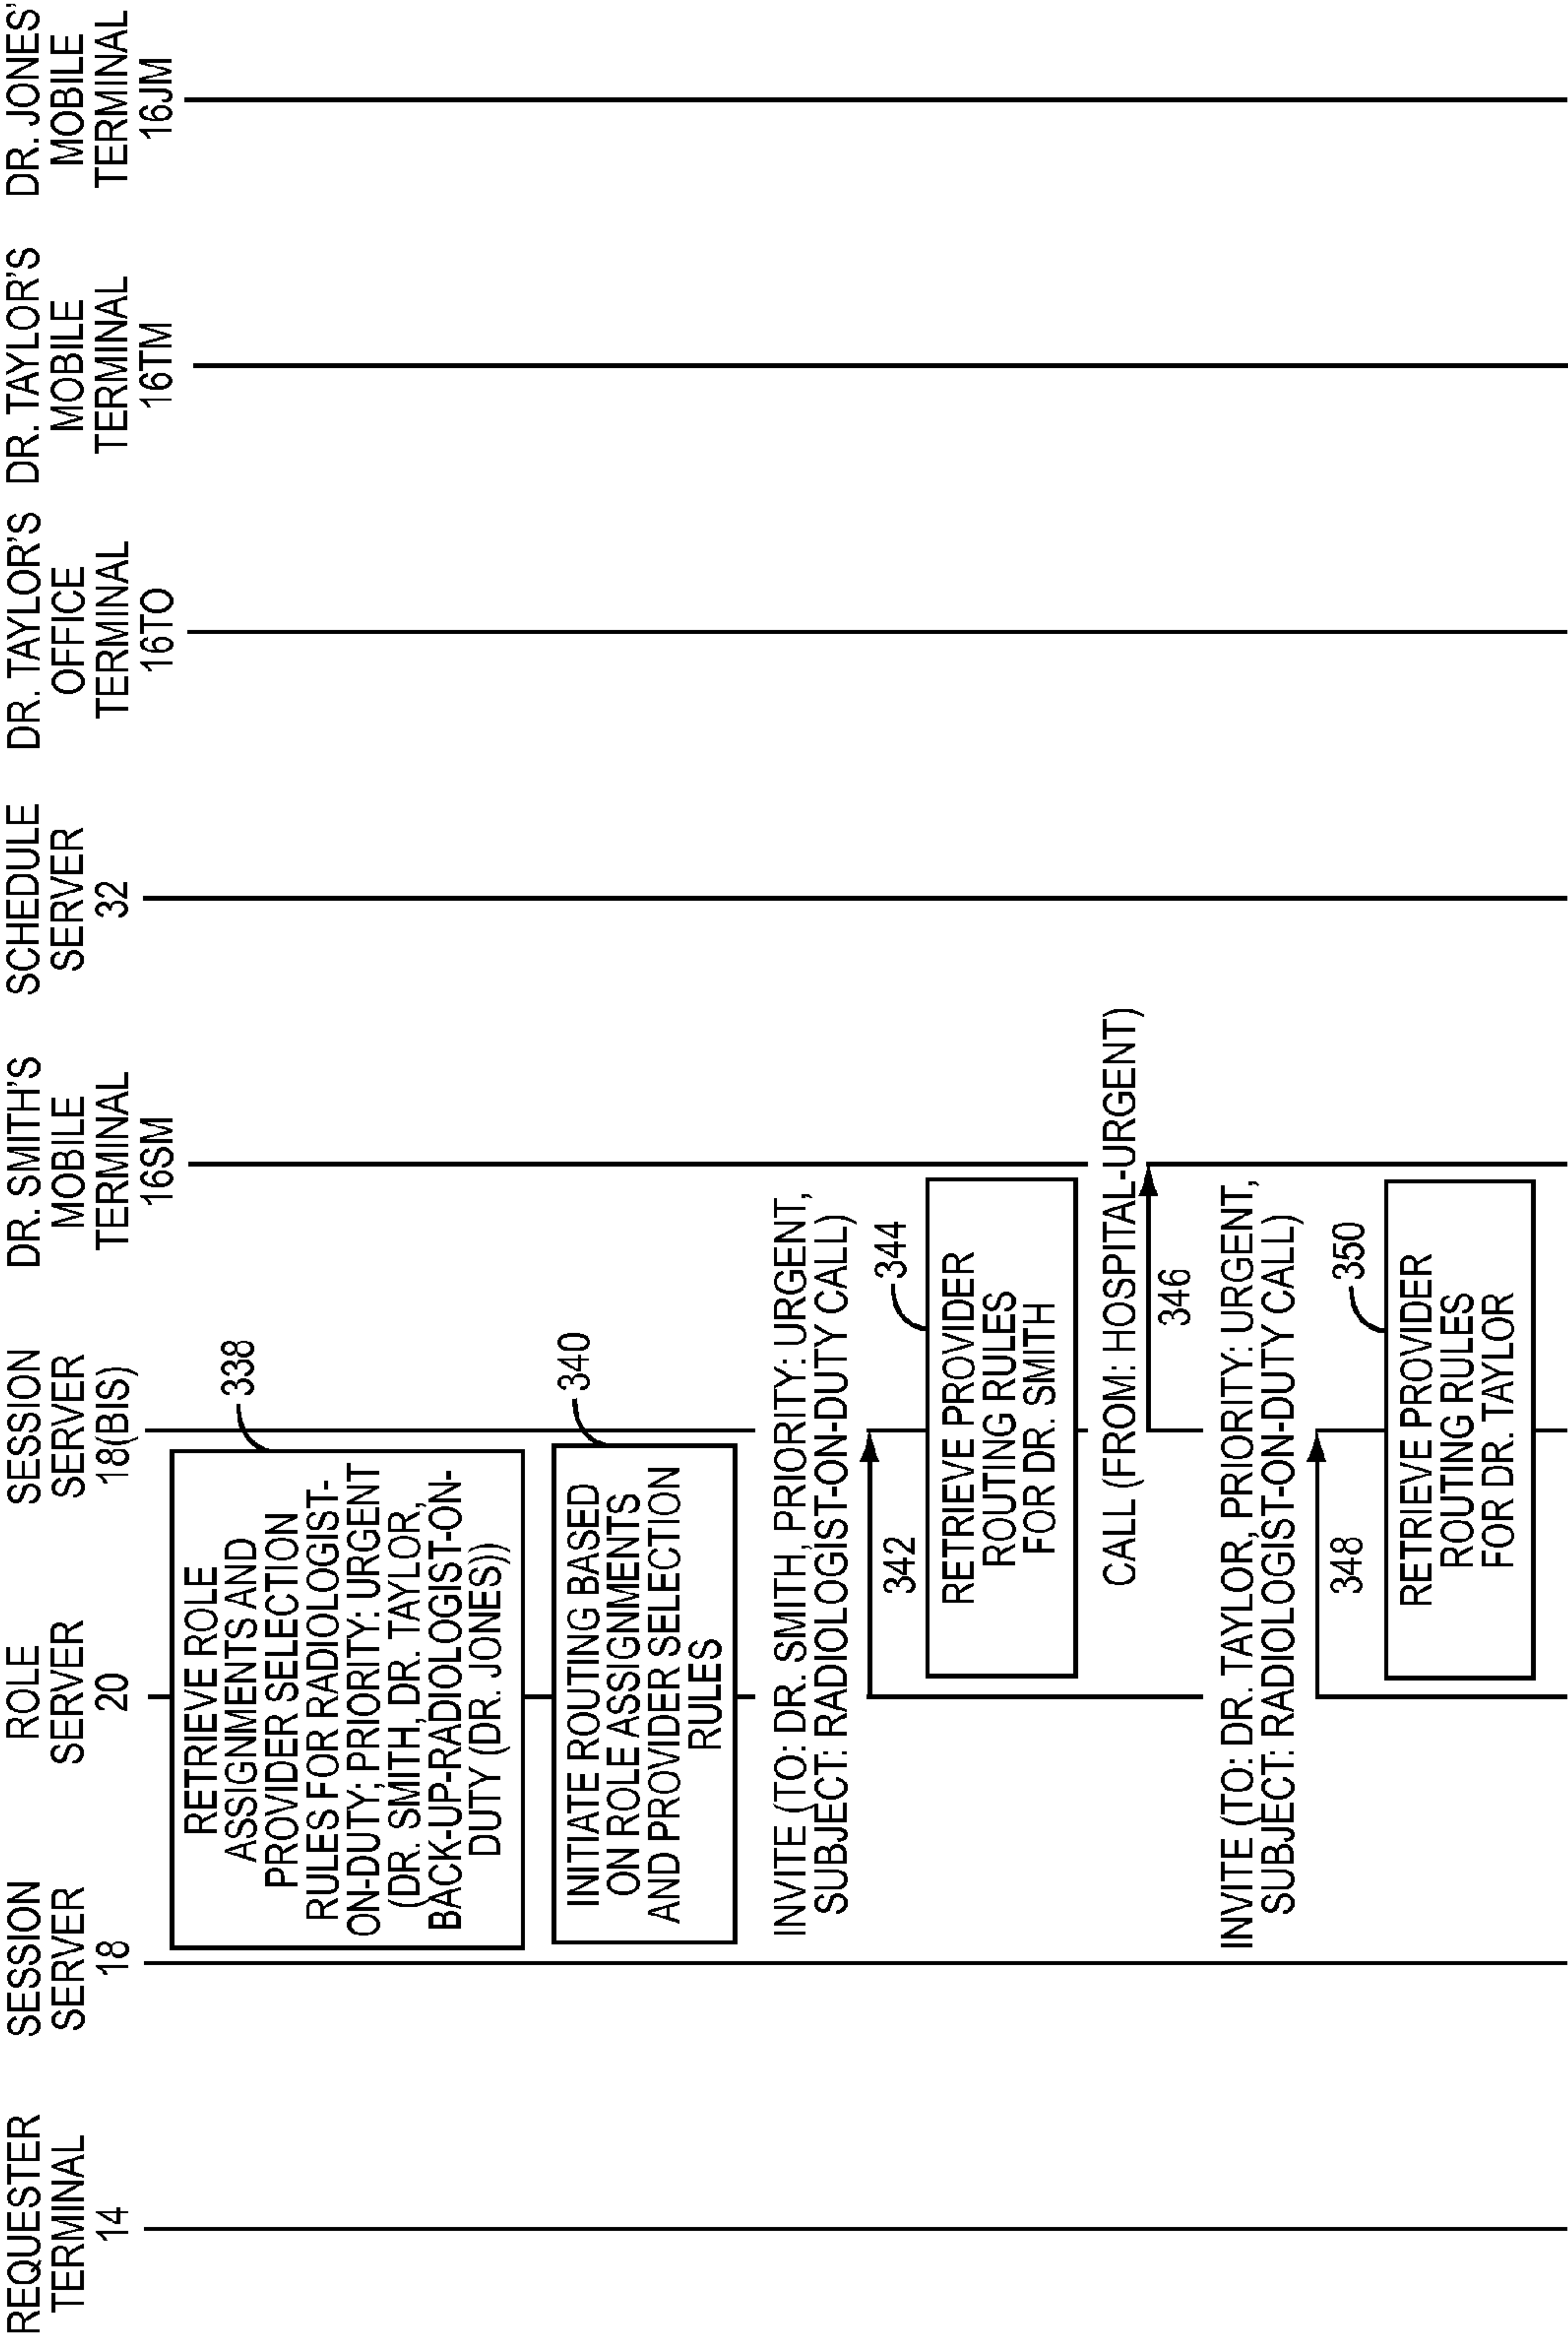 REQUESTER
TERMINAL
14
SESSION
SERVER
18
ROLE
SERVER
20
SESSION
SERVER
18(BIS)
DR. SMITH'S
MOBILE
TERMINAL
16SM
SCHEDULE
SERVER
32
DR. TAYLOR'S
OFFICE
TERMINAL
16TO
DR. TAYLOR'S
MOBILE
TERMINAL
16TM
DR. JONES'
MOBILE
TERMINAL
16JM
RETRIEVE ROLE
ASSIGNMENTS AND
PROVIDER SELECTION
RULES FOR RADIOLOGIST-
ON-DUTY; PRIORITY: URGENT
(DR. SMITH, DR. TAYLOR,
BACK-UP-RADIOLOGIST-ON-
DUTY (DR. JONES))
338
INITIATE ROUTING BASED
ON ROLE ASSIGNMENTS
AND PROVIDER SELECTION
RULES
340
INVITE (TO: DR. SMITH, PRIORITY: URGENT,
SUBJECT: RADIOLOGIST-ON-DUTY CALL)
342
RETRIEVE PROVIDER
ROUTING RULES
FOR DR. SMITH
344
CALL (FROM: HOSPITAL-URGENT)
346
INVITE (TO: DR. TAYLOR, PRIORITY: URGENT,
SUBJECT: RADIOLOGIST-ON-DUTY CALL)
348
RETRIEVE PROVIDER
ROUTING RULES
FOR DR. TAYLOR
350